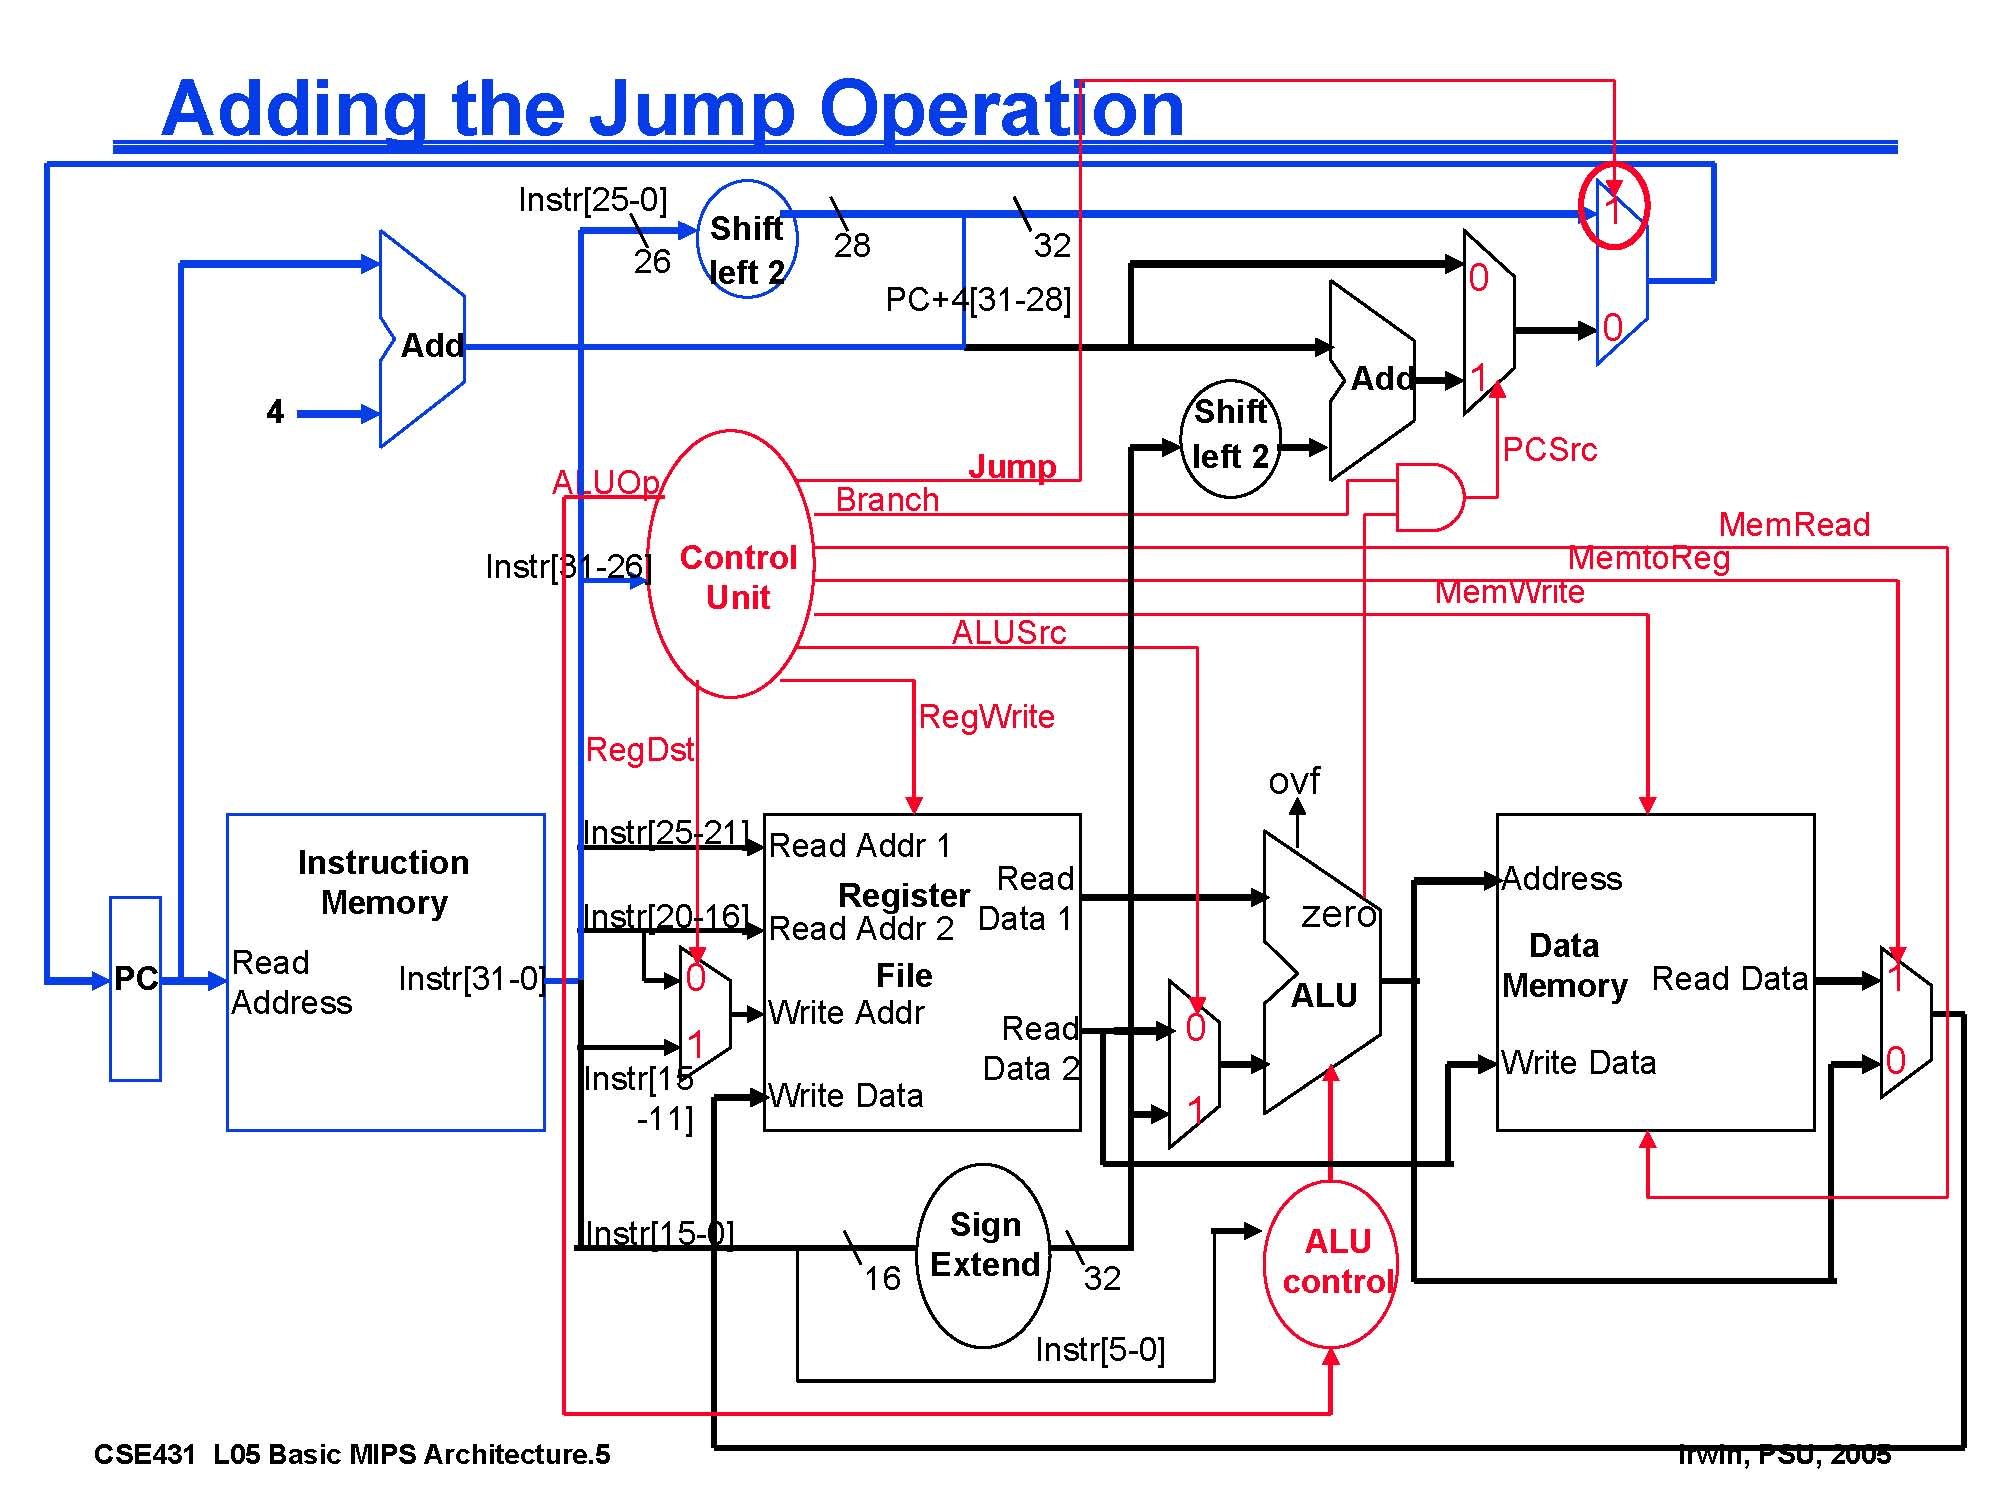 Adding the Jump Operation
Instr[25-0]
Shift
left 2
26
28
32
1
PC+4[31-28]
0
0
Add
4
Add
1
Shift
left 2
PCSrc
Jump
ALUOp
Branch
MemRead
MemtoReg
MemWrite
Instr[31-26]
Control
Unit
ALUSrc
RegWrite
RegDst
ovf
Instr[25-21]
Read Addr 1
Instruction
Memory
Register
File
Read
Data 1
Address
Instr[20-16]
Read Addr 2
zero
Data
Memory
PC
Read
Address
Instr[31-0]
0
Write Addr
ALU
Read Data
1
1
Read
Data 2
0
Write Data
0
Instr[15
-11]
Write Data
1
Instr[15-0]
16
Sign
Extend
32
ALU
control
Instr[5-0]
CSE431 L05 Basic MIPS Architecture.5
Irwin, PSU, 2005